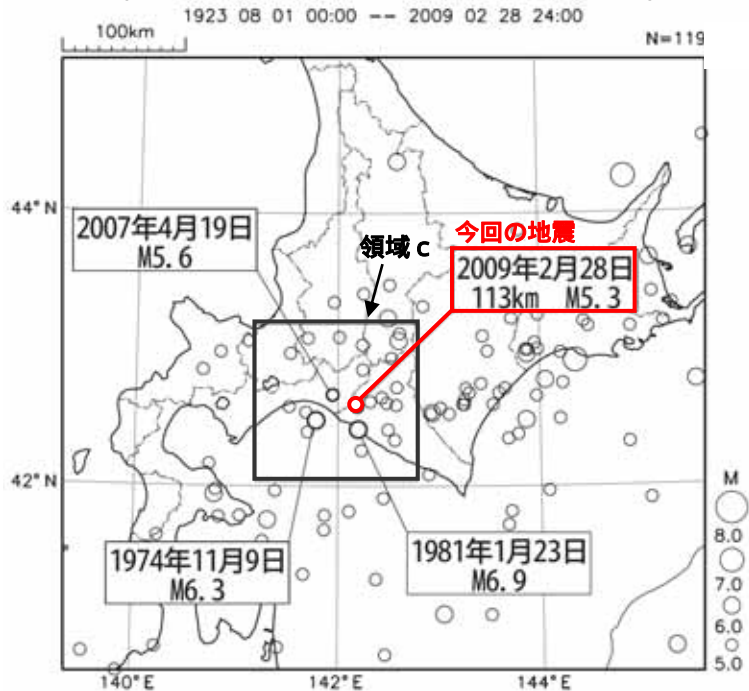 1923 08 01 00:00 -- 2009 02 28 24:00
100km
N=119
44°N
2007年4月19日
M5.6
領域c
今回の地震
2009年2月28日
113km M5.3
42°N
1974年11月9日
M6.3
1981年1月23日
M6.9
M
8.0
7.0
6.0
5.0
140°E
142°E
144°E